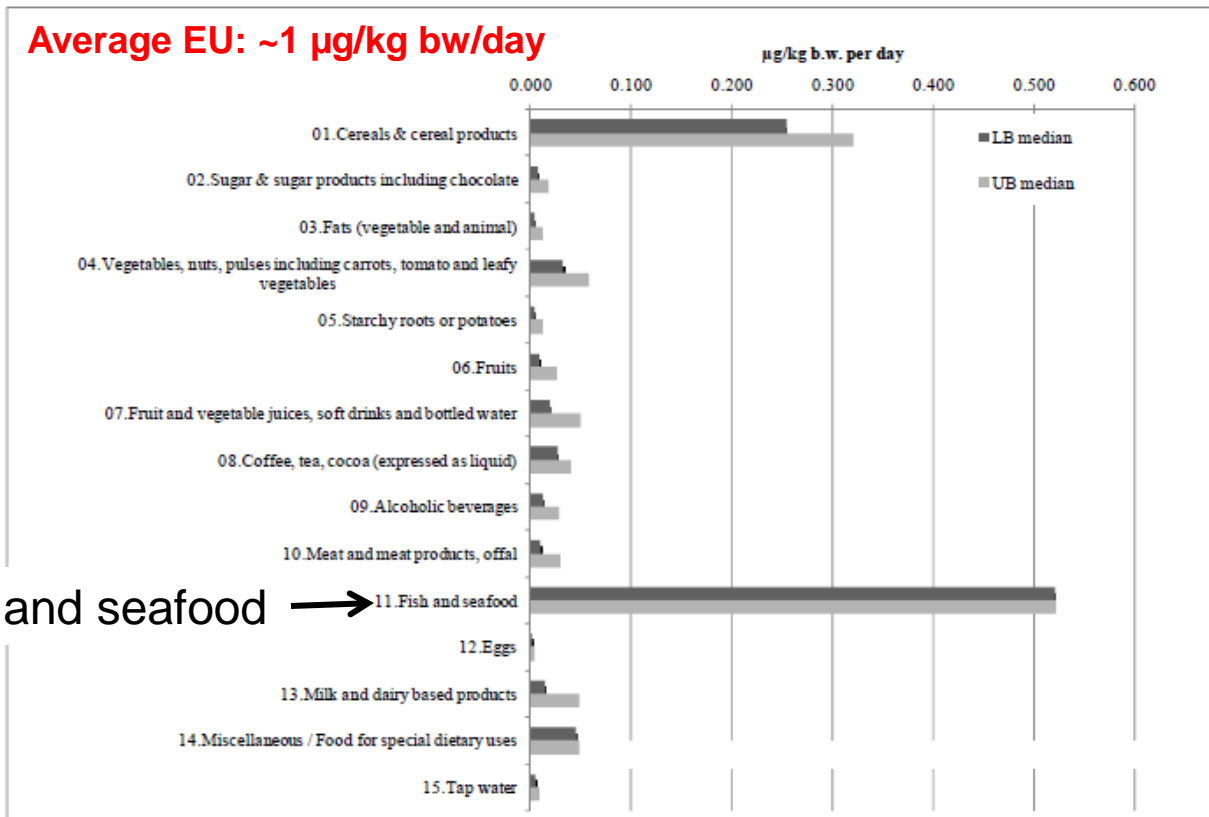 Average EU: ~1 µg/kg bw/day
µg/kg b.w. per day
0.000 0.100 0.200 0.300 0.400 0.500 0.600
01.Cereals & cereal products
LB median
02.Sugar & sugar products including chocolate
UB median
03.Fats (vegetable and animal)
04.Vegetables, nuts, pulses including carrots, tomato and leafy
vegetables
05.Starchy roots or potatoes
06.Fruits
07.Fruit and vegetable juices, soft drinks and bottled water
08.Coffee, tea, cocoa (expressed as liquid)
09.Alcoholic beverages
10.Meat and meat products, offal
and seafood
11.Fish and seafood
12.Eggs
13.Milk and dairy based products
14.Miscellaneous / Food for special dietary uses
15.Tap water